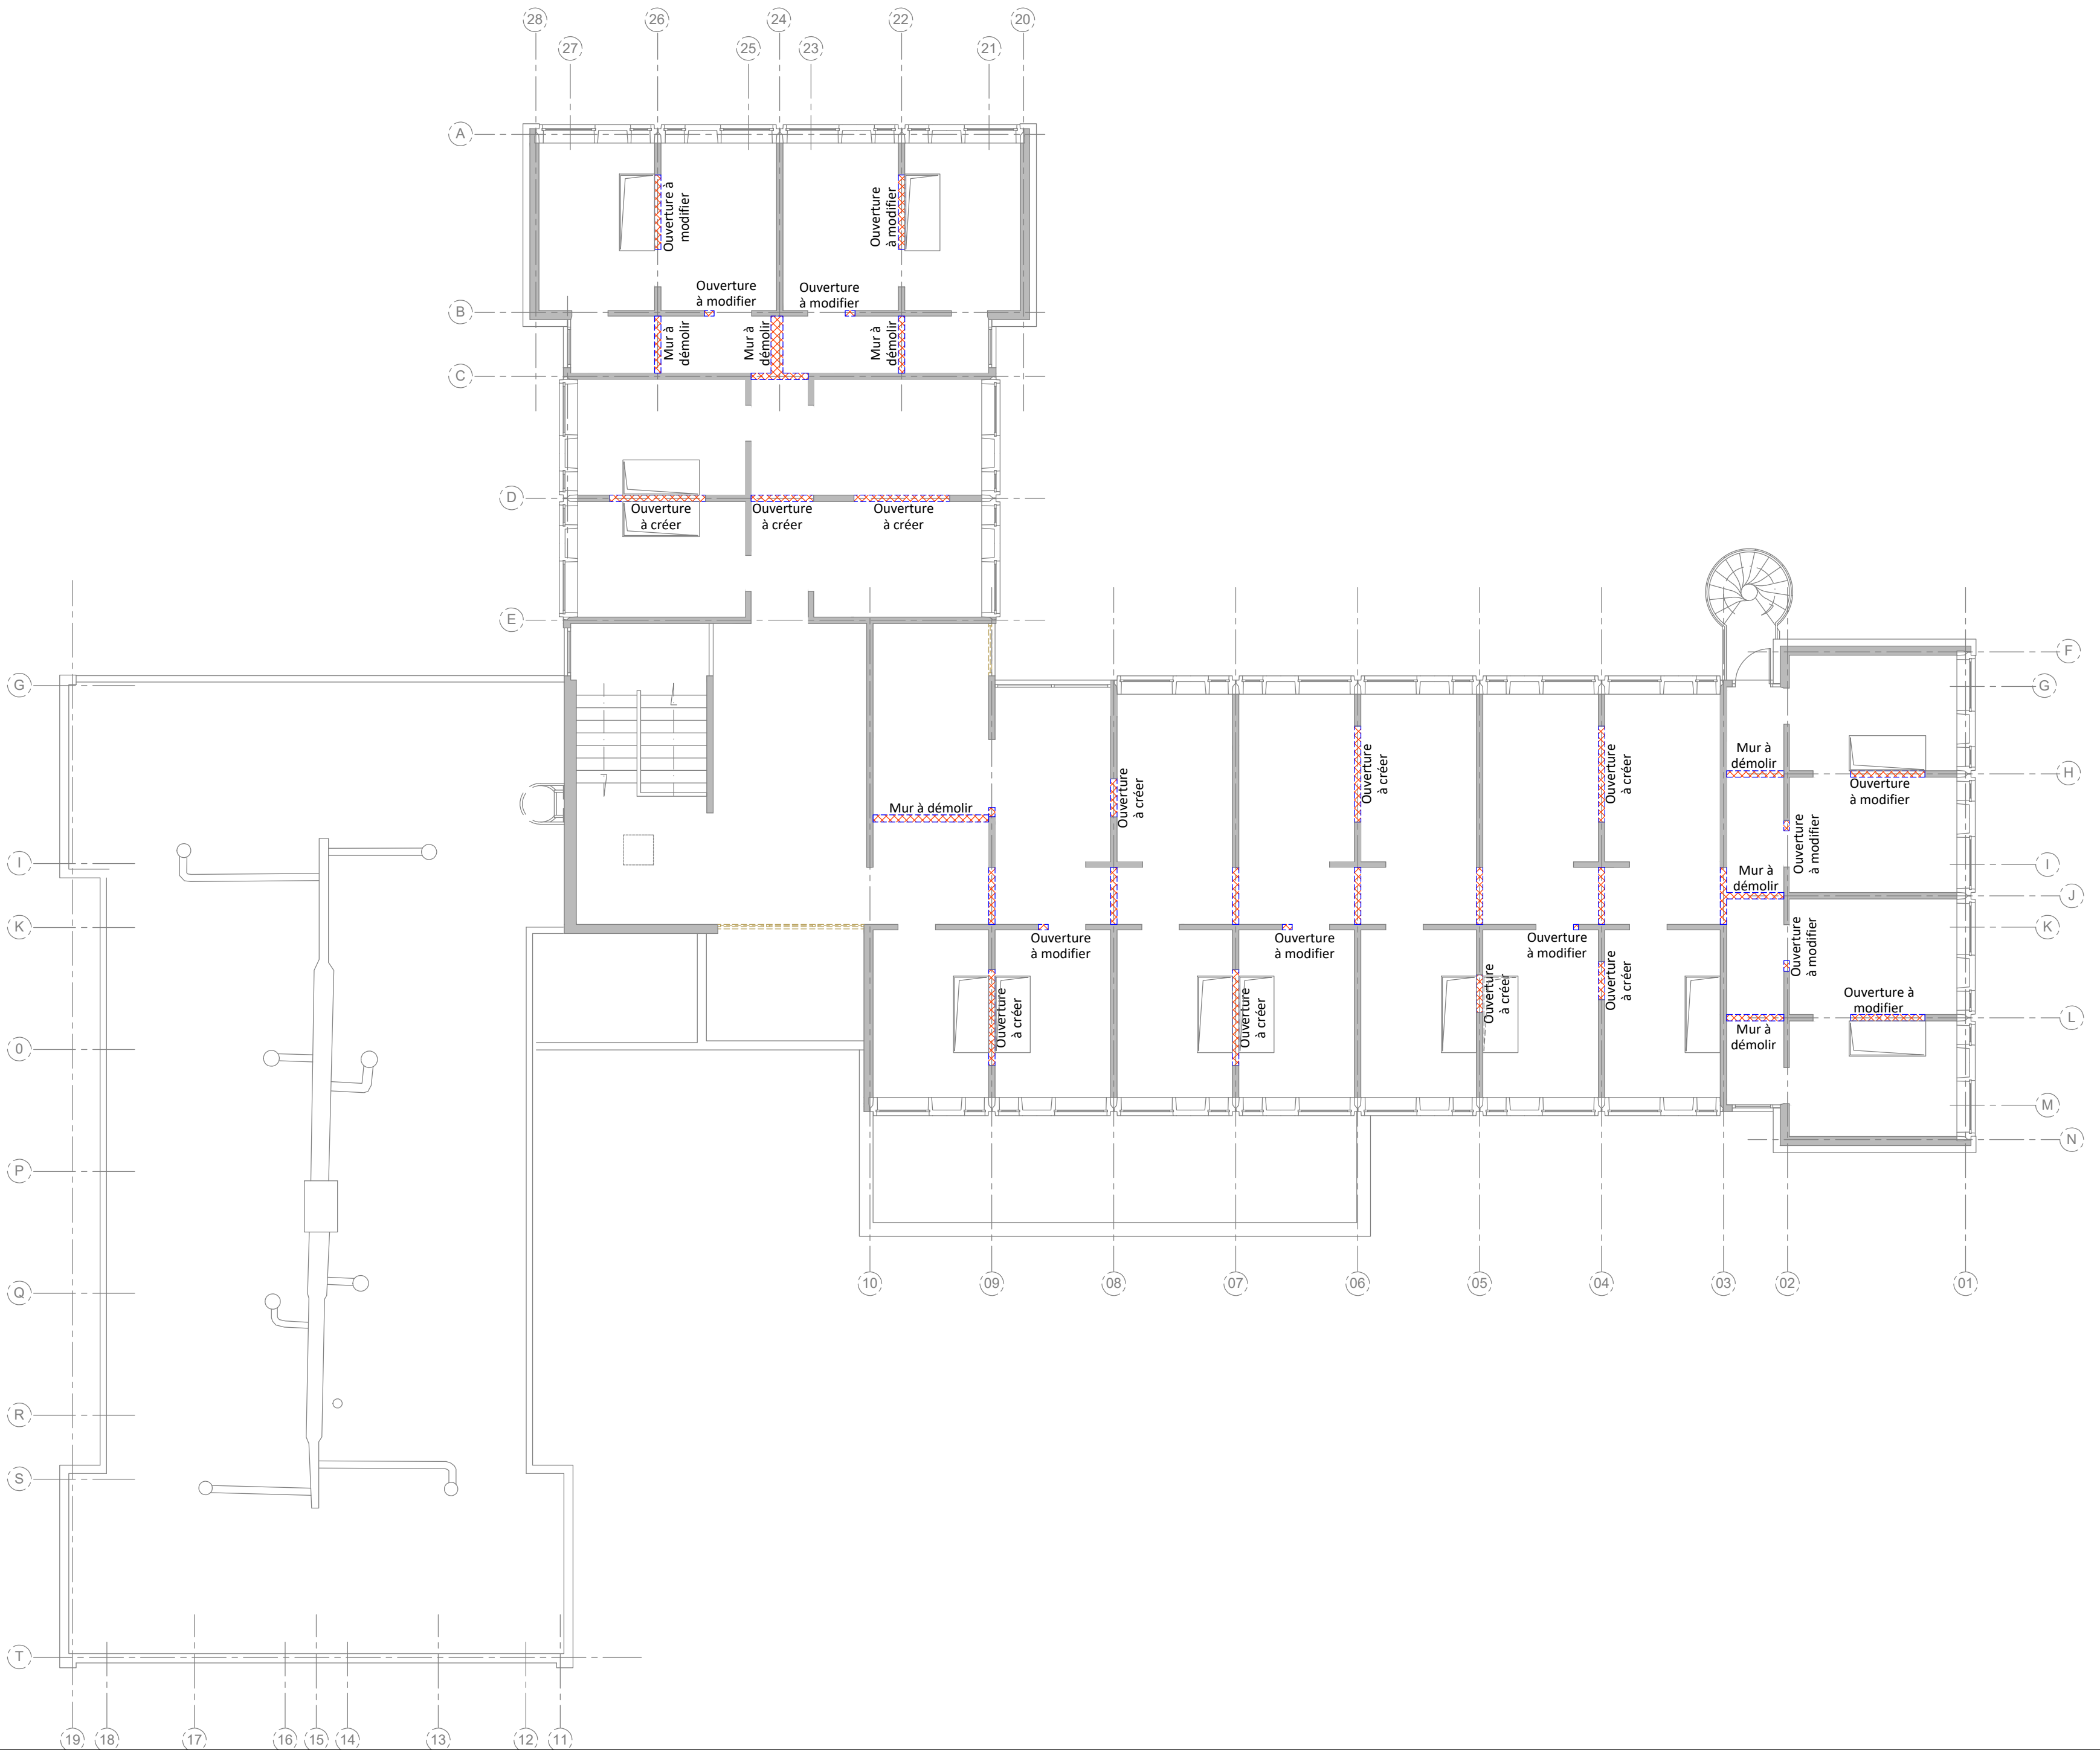 28
26
24
22
20
27
25
23
21
A
Ouverture à
modifier
Ouverture
à modifier
Ouverture
à modifier
Ouverture
à modifier
B
Mur à
démolir
Mur à
démolir
Mur à
démolir
C
D
Ouverture
à créer
Ouverture
à créer
Ouverture
à créer
E
F
G
G
Ouverture
à créer
Ouverture
à créer
Ouverture
à créer
Mur à
démolir
H
Ouverture
à modifier
Mur à démolir
Ouverture
à modifier
I
I
Mur à
démolir
J
K
K
Ouverture
à modifier
Ouverture
à modifier
Ouverture
à modifier
Ouverture
à modifier
Ouverture
à créer
Ouverture
à créer
Ouverture
à créer
Ouverture
à créer
Ouverture à
modifier
L
Mur à
démolir
0
M
N
P
10
09
08
07
06
05
04
03
02
01
Q
R
S
T
19
18
17
16
15
14
13
12
11